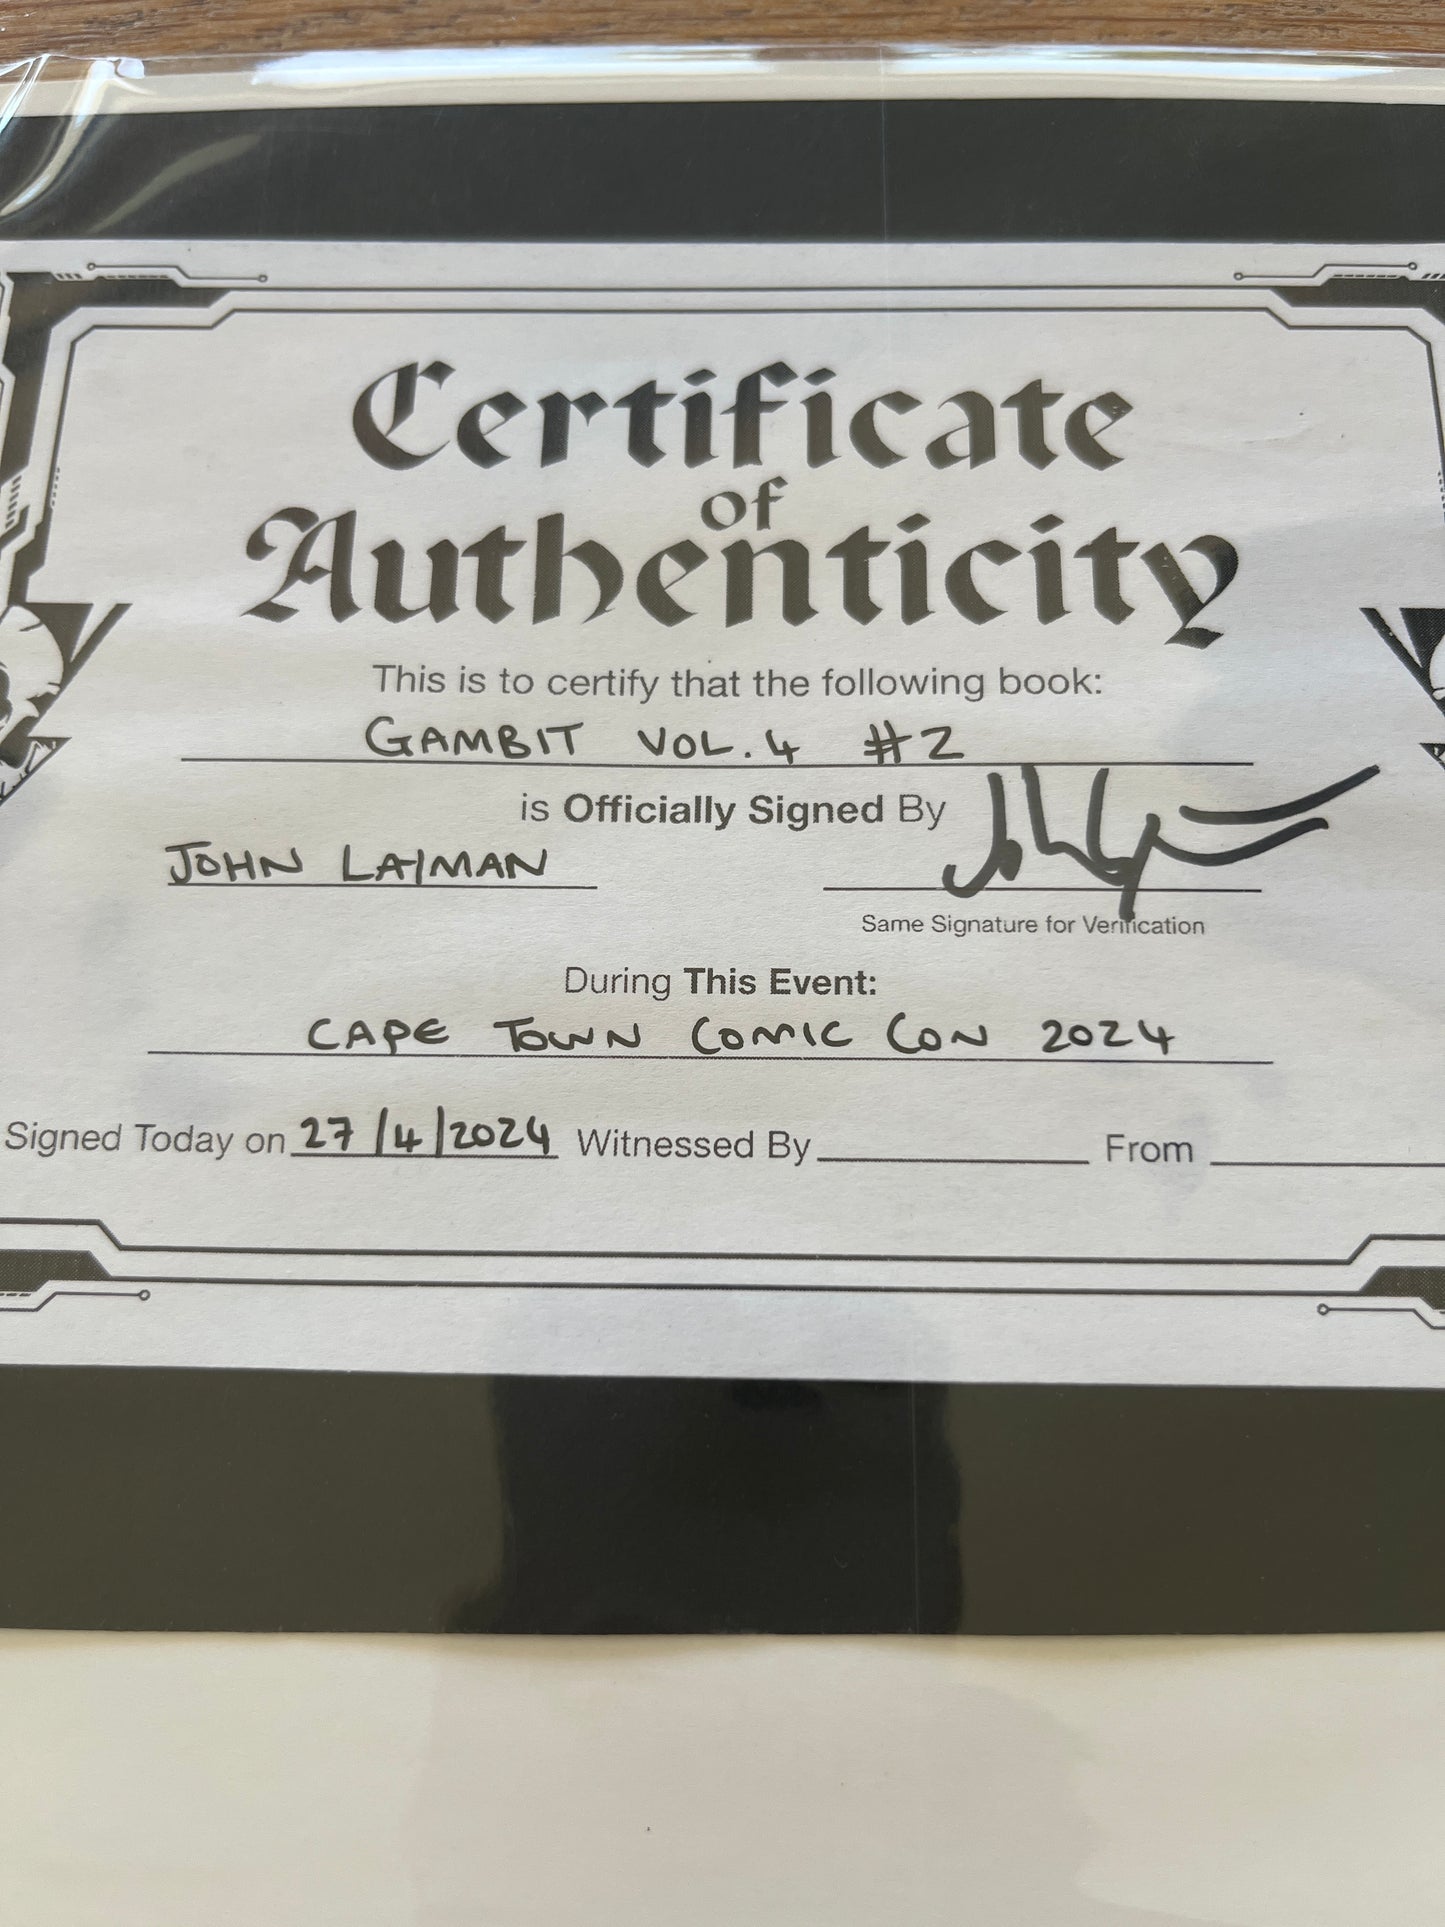 Certificate
of
Authenticity
This is to certify that the following book:
GAMBIT VOL. 4 #2
is Officially Signed By
JOHN LAYMAN
Same Signature for Verification
During This Event:
CAPE TOWN COMIC CON 2024
Signed Today on 27/4/2024 Witnessed By From